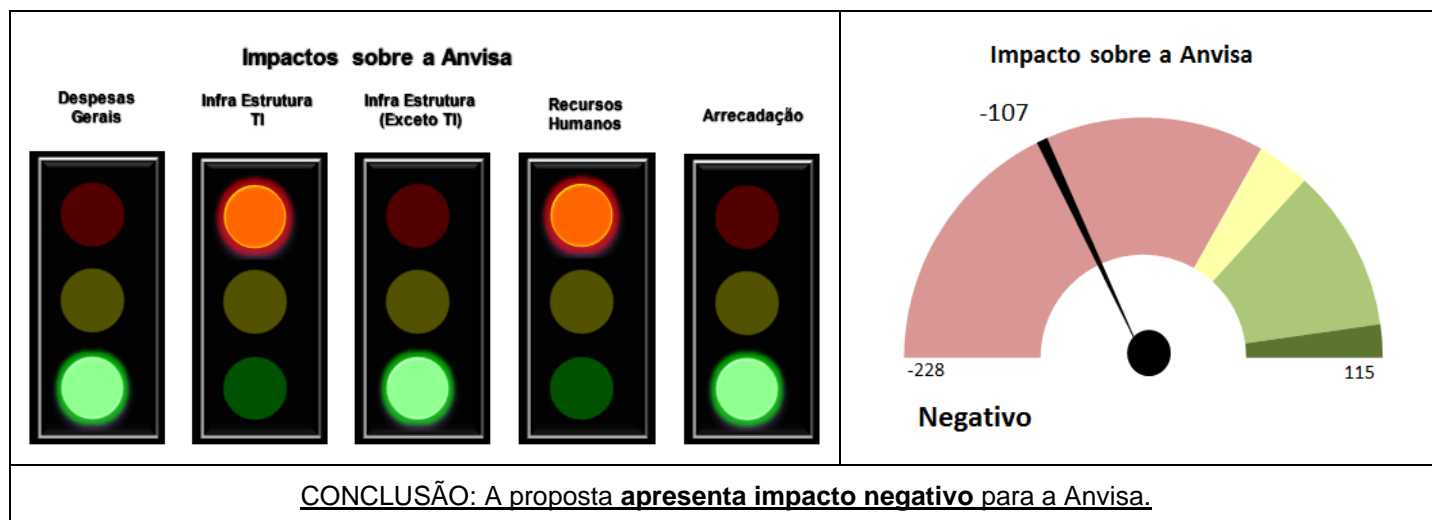 Impactos sobre a Anvisa
Despesas
Gerais
Infra Estrutura
TI
Infra Estrutura
(Exceto TI)
Recursos
Humanos
Arrecadação
Impacto sobre a Anvisa
-107
-228
115
Negativo
CONCLUSÃO: A proposta apresenta impacto negativo para a Anvisa.